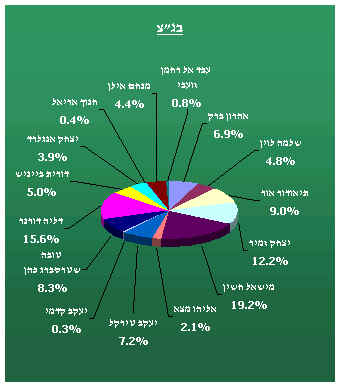 בג״צ
עבד אל רחמן
זועבי
0.8%
אהרון ברק
6.9%
שלמה לוין
4.8%
תיאודור אור
9.0%
יצחק זמיר
12.2%
מישאל חשין
19.2%
אליהו מצא
2.1%
יעקב טירקל
7.2%
יעקב קדמי
0.3%
טובה
שטרסברג כהן
8.3%
דליה דורנר
15.6%
דורית בייניש
5.0%
יצחק אנגלרד
3.9%
חנוך אריאל
0.4%
מנחם אילן
4.4%